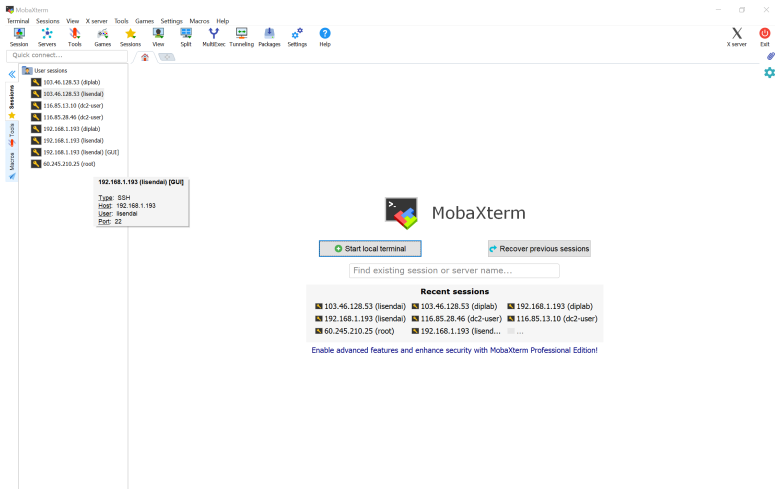 MobaXterm
Terminal Sessions View X server Tools Games Settings Macros Help
Session Servers Tools Games Sessions View Split MultiExec Tunneling Packages Settings Help X server Exit
Quick connect...
Sessions
Tools
Macros
User sessions
103.46.128.53 (diplab)
103.46.128.53 (lisendai)
116.85.13.10 (dc2-user)
116.85.28.46 (dc2-user)
192.168.1.193 (diplab)
192.168.1.193 (lisendai)
192.168.1.193 (lisendai) [GUI]
60.245.210.25 (root)
192.168.1.193 (lisendai) [GUI]
Type: SSH
Host: 192.168.1.193
User: lisendai
Port: 22
MobaXterm
Start local terminal Recover previous sessions
Find existing session or server name...
Recent sessions
103.46.128.53 (lisendai) 103.46.128.53 (diplab) 192.168.1.193 (diplab)
192.168.1.193 (lisendai) 116.85.28.46 (dc2-user) 116.85.13.10 (dc2-user)
60.245.210.25 (root) 192.168.1.193 (lisend... ...
Enable advanced features and enhance security with MobaXterm Professional Edition!